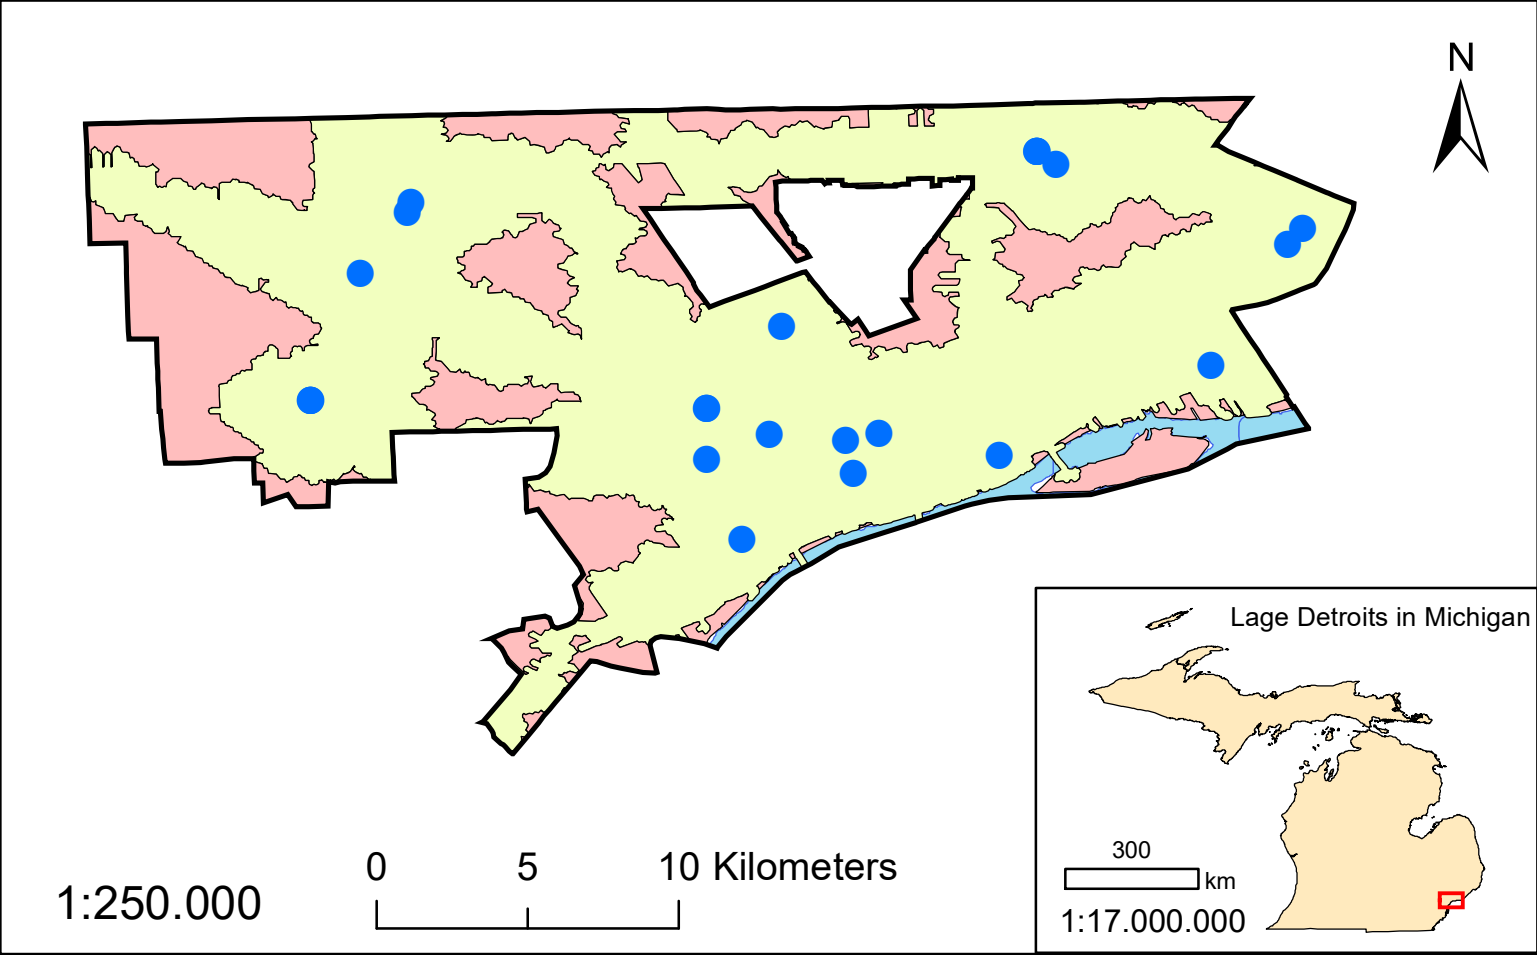 N
Lage Detroits in Michigan
0 5 10 Kilometers
1:250.000
300
km
1:17.000.000